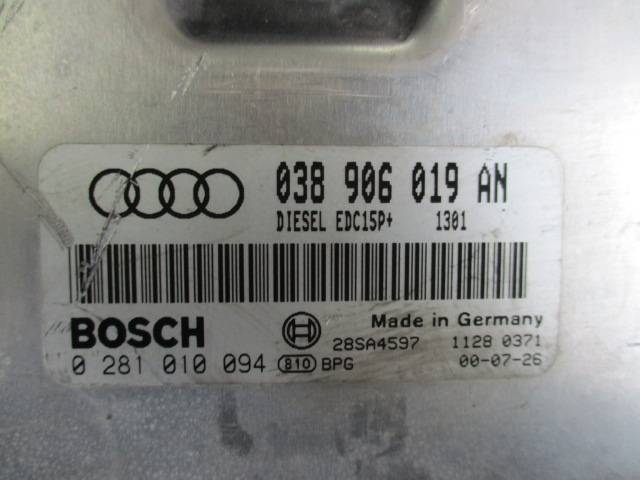 038 906 019 AN
DIESEL EDC15P+ 1301
BOSCH
Made in Germany
28SA4597 1128 0371
0 281 010 094 810 BPG 00-07-26